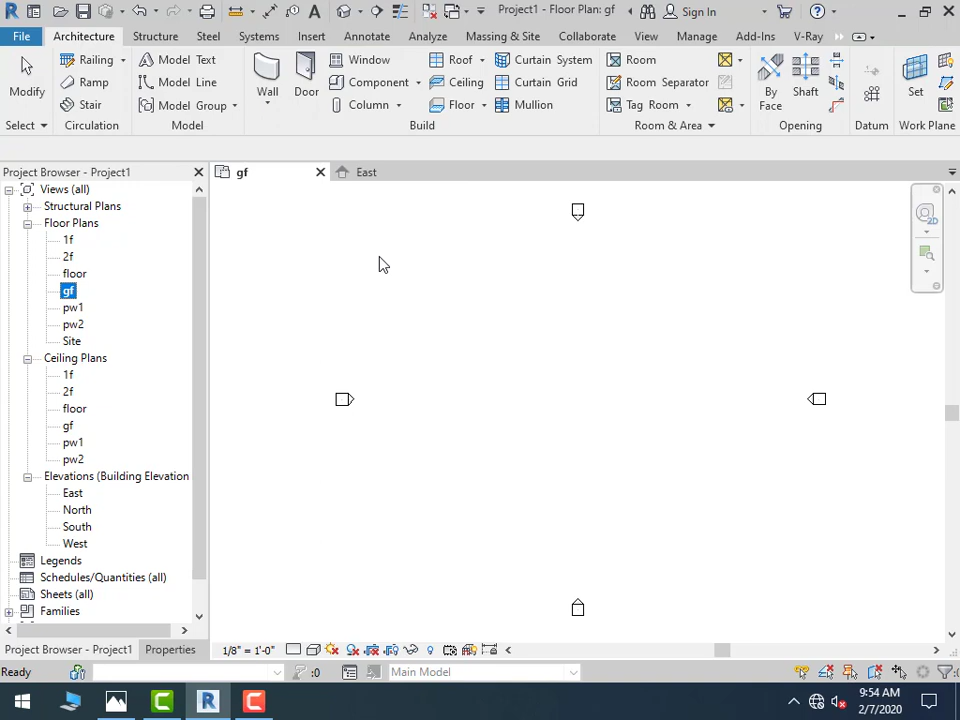 Project1 - Floor Plan: gf
Sign In
File
Architecture
Structure
Steel
Systems
Insert
Annotate
Analyze
Massing & Site
Collaborate
View
Manage
Add-Ins
V-Ray
Modify
Select
Railing
Ramp
Stair
Circulation
Model Text
Model Line
Model Group
Model
Wall
Door
Window
Component
Column
Roof
Ceiling
Floor
Curtain System
Curtain Grid
Mullion
Build
Room
Room Separator
Tag Room
Room & Area
By
Face
Shaft
Opening
Datum
Set
Work Plane
Project Browser - Project1
gf
East
2D
Views (all)
Structural Plans
Floor Plans
1f
2f
floor
gf
pw1
pw2
Site
Ceiling Plans
1f
2f
floor
gf
pw1
pw2
Elevations (Building Elevation
East
North
South
West
Legends
Schedules/Quantities (all)
Sheets (all)
Families
Project Browser - Project1
Properties
1/8" = 1'-0"
Ready
:0
Main Model
:0
9:54 AM
2/7/2020